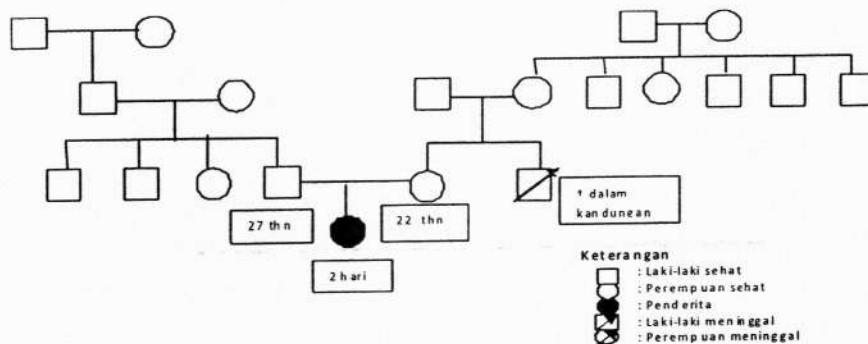 27 thn
22 thn
† dalam
kandunean
2 hari
Keterangan
: Laki-laki sehat
: Perempuan sehat
: Penderita
: Laki-laki meninggal
: Perempuan meninggal